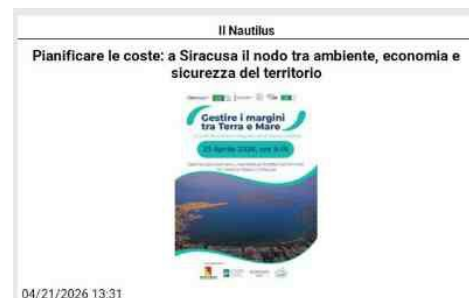 Il Nautilus
Pianificare le coste: a Siracusa il nodo tra ambiente, economia e
sicurezza del territorio
Gestire i margini
tra Terra e Mare
04/21/2026 13:31